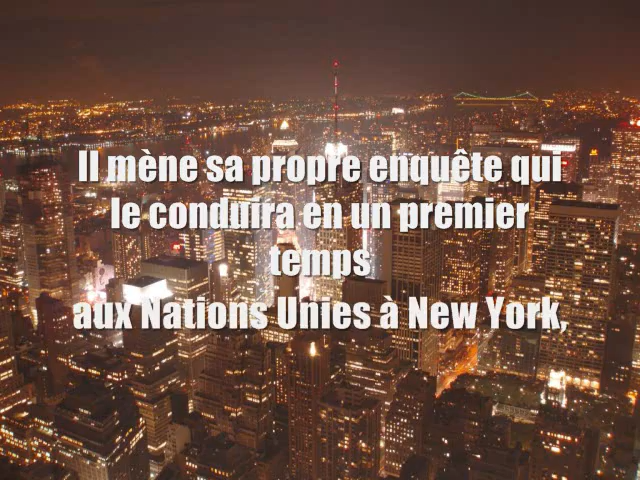 Il mène sa propre enquête qui
le conduira en un premier
temps
aux Nations Unies à New York,